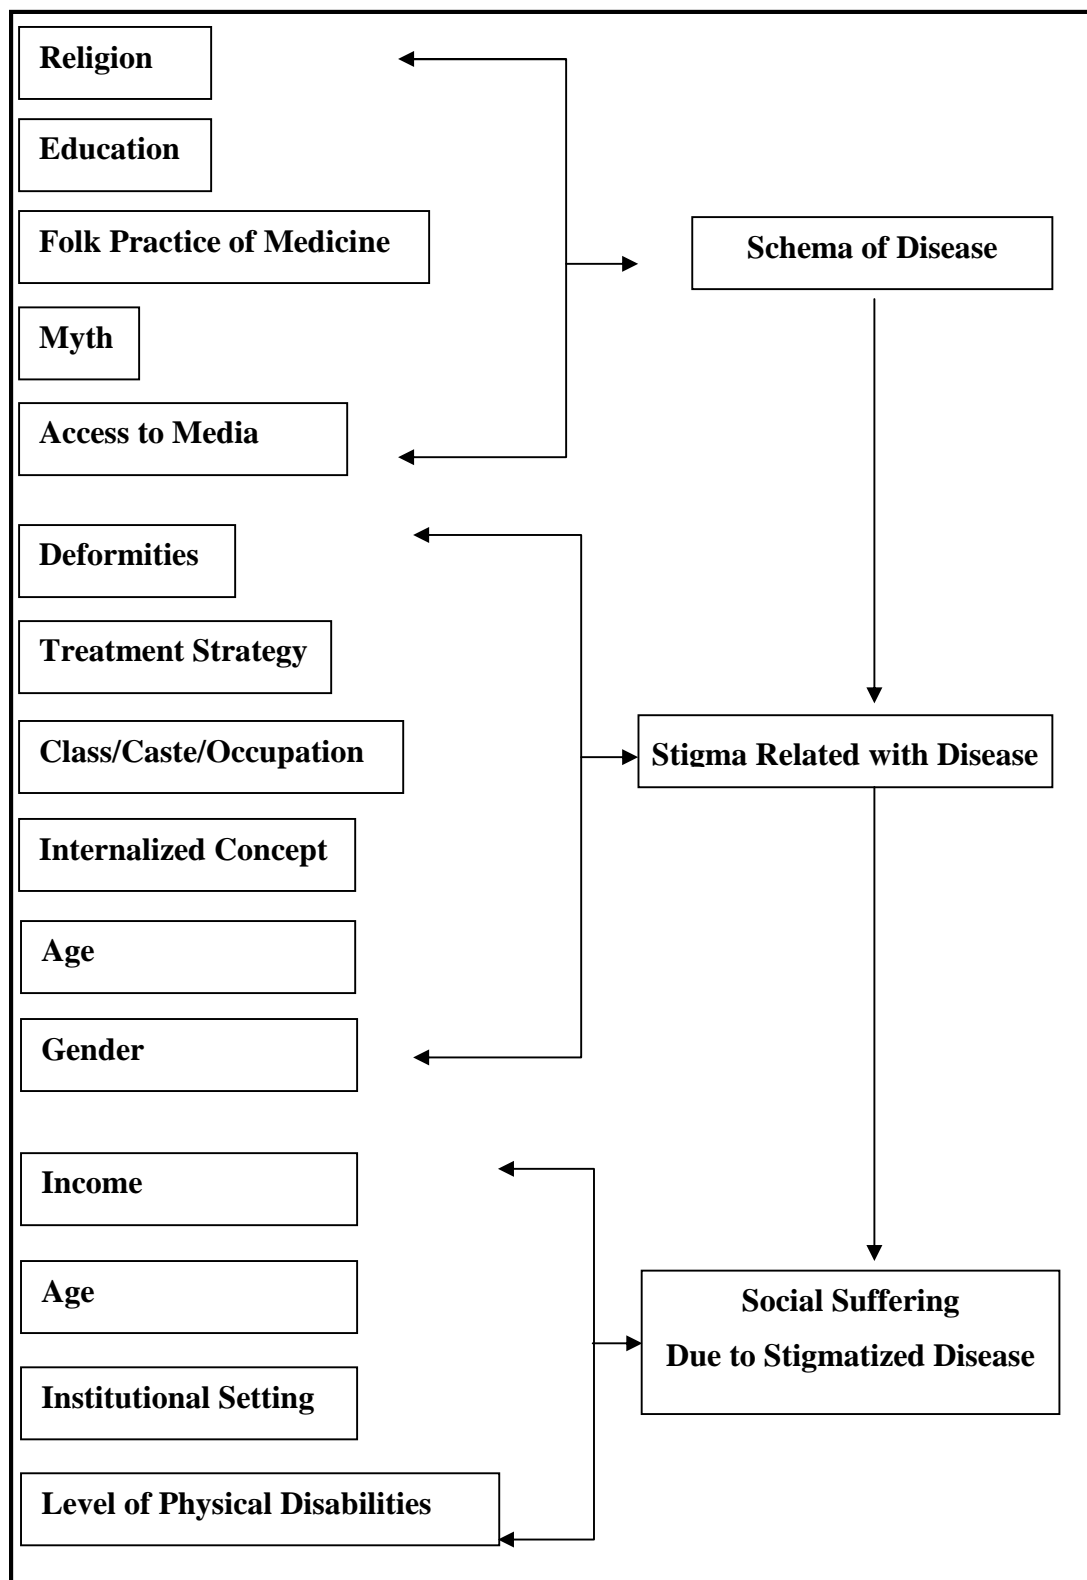 Religion
Education
Folk Practice of Medicine
Schema of Disease
Myth
Access to Media
Deformities
Treatment Strategy
Class/Caste/Occupation
Stigma Related with Disease
Internalized Concept
Age
Gender
Income
Age
Social Suffering
Due to Stigmatized Disease
Institutional Setting
Level of Physical Disabilities